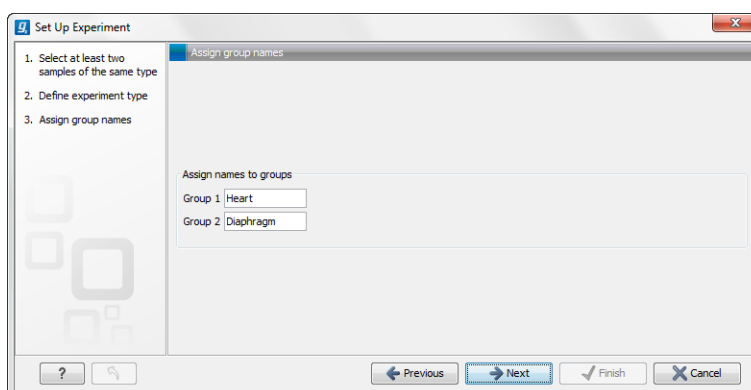 Set Up Experiment
1. Select at least two
samples of the same type
2. Define experiment type
3. Assign group names
Assign group names
Assign names to groups
Group 1 Heart
Group 2 Diaphragm
? Previous Next Finish Cancel